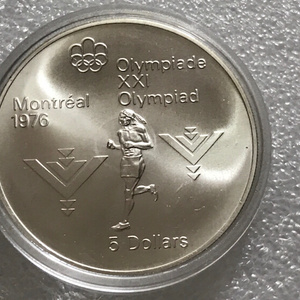 Olympiade
XXI
Olympiad
Montréal
1976
5 Dollars